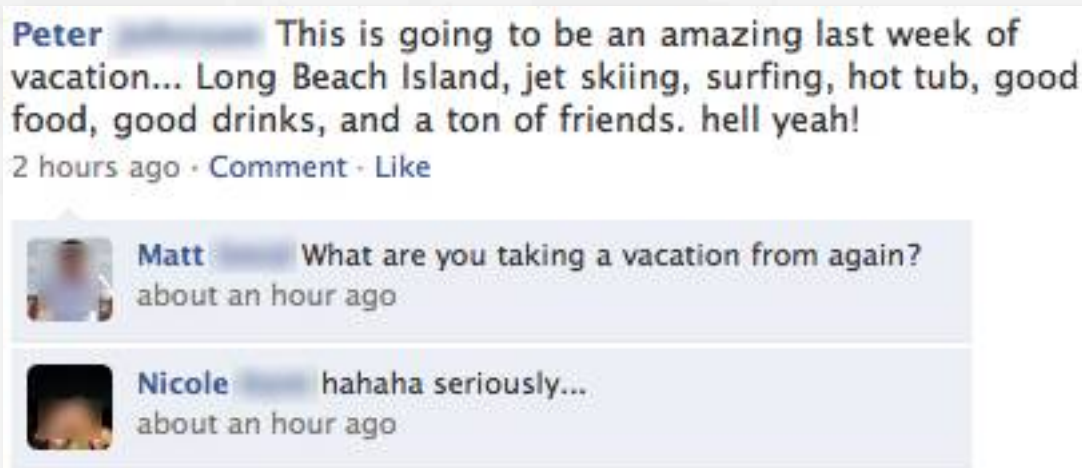 Peter This is going to be an amazing last week of
vacation... Long Beach Island, jet skiing, surfing, hot tub, good
food, good drinks, and a ton of friends. hell yeah!
2 hours ago · Comment · Like
Matt What are you taking a vacation from again?
about an hour ago
Nicole hahaha seriously...
about an hour ago